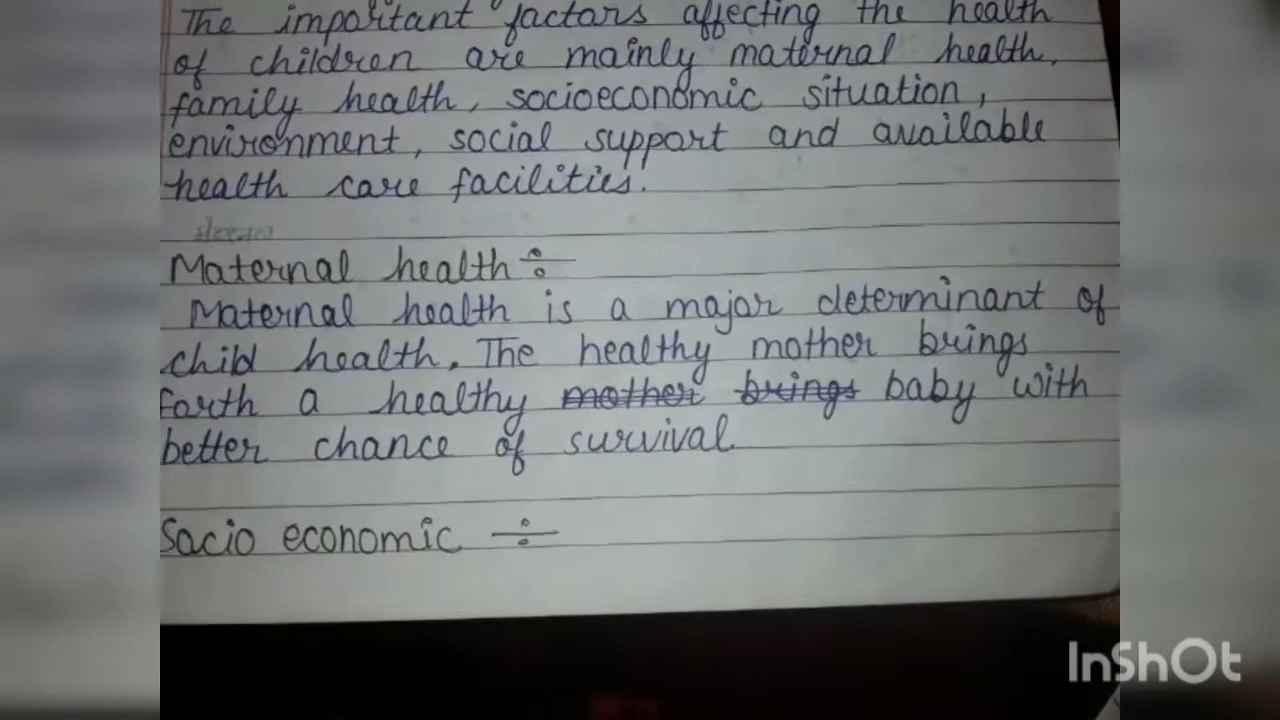 The important factors affecting the health
of children are mainly maternal health,
family health, socioeconomic situation,
environment, social support and available
health care facilities.
Maternal health ÷
Maternal health is a major determinant of
child health. The healthy mother brings
forth a healthy mother brings baby with
better chance of survival
Socio economic ÷
InShOt